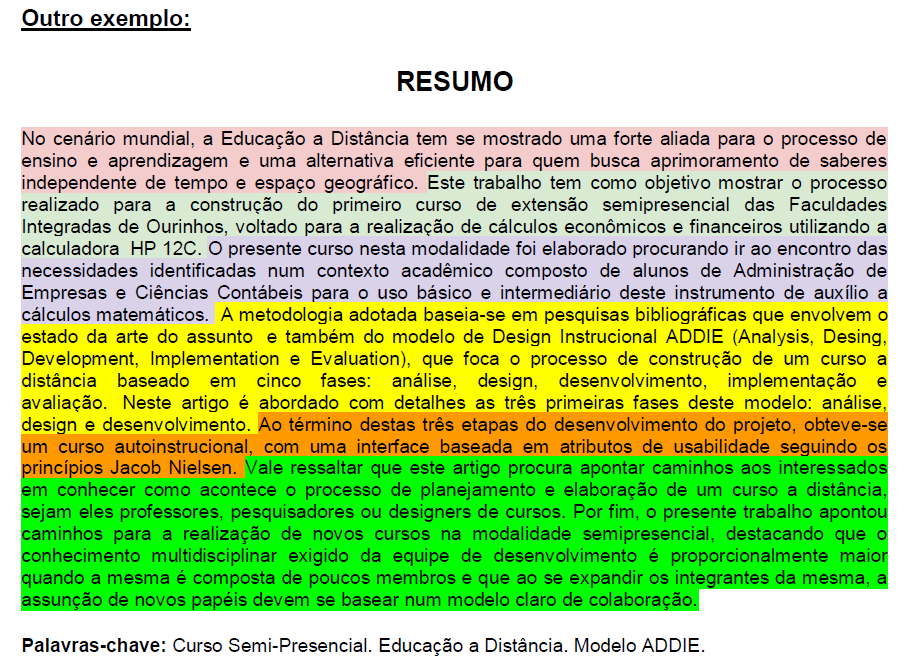 Outro exemplo:
RESUMO
No cenário mundial, a Educação a Distância tem se mostrado uma forte aliada para o processo de
ensino e aprendizagem e uma alternativa eficiente para quem busca aprimoramento de saberes
independente de tempo e espaço geográfico. Este trabalho tem como objetivo mostrar o processo
realizado para a construção do primeiro curso de extensão semipresencial das Faculdades
Integradas de Ourinhos, voltado para a realização de cálculos econômicos e financeiros utilizando a
calculadora HP 12C. O presente curso nesta modalidade foi elaborado procurando ir ao encontro das
necessidades identificadas num contexto acadêmico composto de alunos de Administração de
Empresas e Ciências Contábeis para o uso básico e intermediário deste instrumento de auxílio a
cálculos matemáticos. A metodologia adotada baseia-se em pesquisas bibliográficas que envolvem o
estado da arte do assunto e também do modelo de Design Instrucional ADDIE (Analysis, Desing,
Development, Implementation e Evaluation), que foca o processo de construção de um curso a
distância baseado em cinco fases: análise, design, desenvolvimento, implementação e
avaliação. Neste artigo é abordado com detalhes as três primeiras fases deste modelo: análise,
design e desenvolvimento. Ao término destas três etapas do desenvolvimento do projeto, obteve-se
um curso autoinstrucional, com uma interface baseada em atributos de usabilidade seguindo os
princípios Jacob Nielsen. Vale ressaltar que este artigo procura apontar caminhos aos interessados
em conhecer como acontece o processo de planejamento e elaboração de um curso a distância,
sejam eles professores, pesquisadores ou designers de cursos. Por fim, o presente trabalho apontou
caminhos para a realização de novos cursos na modalidade semipresencial, destacando que o
conhecimento multidisciplinar exigido da equipe de desenvolvimento é proporcionalmente maior
quando a mesma é composta de poucos membros e que ao se expandir os integrantes da mesma, a
assunção de novos papéis devem se basear num modelo claro de colaboração.
Palavras-chave: Curso Semi-Presencial. Educação a Distância. Modelo ADDIE.